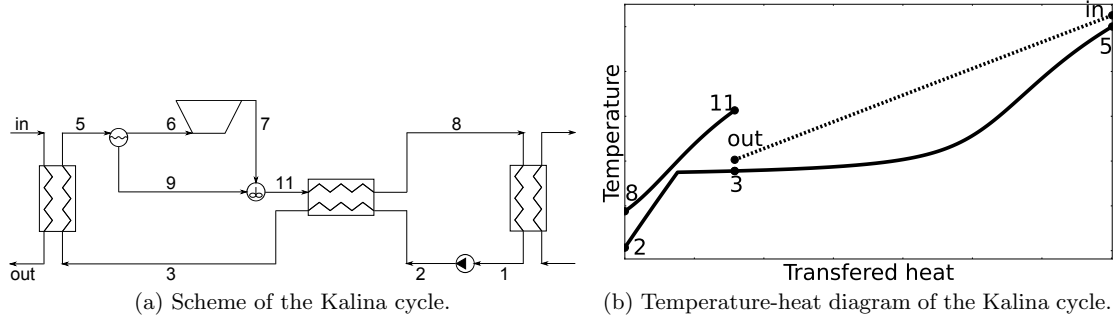 in
5
6
7
8
9
11
out
3
2
1
(a) Scheme of the Kalina cycle.
Temperature
in
5
11
out
3
8
2
Transfered heat
(b) Temperature-heat diagram of the Kalina cycle.